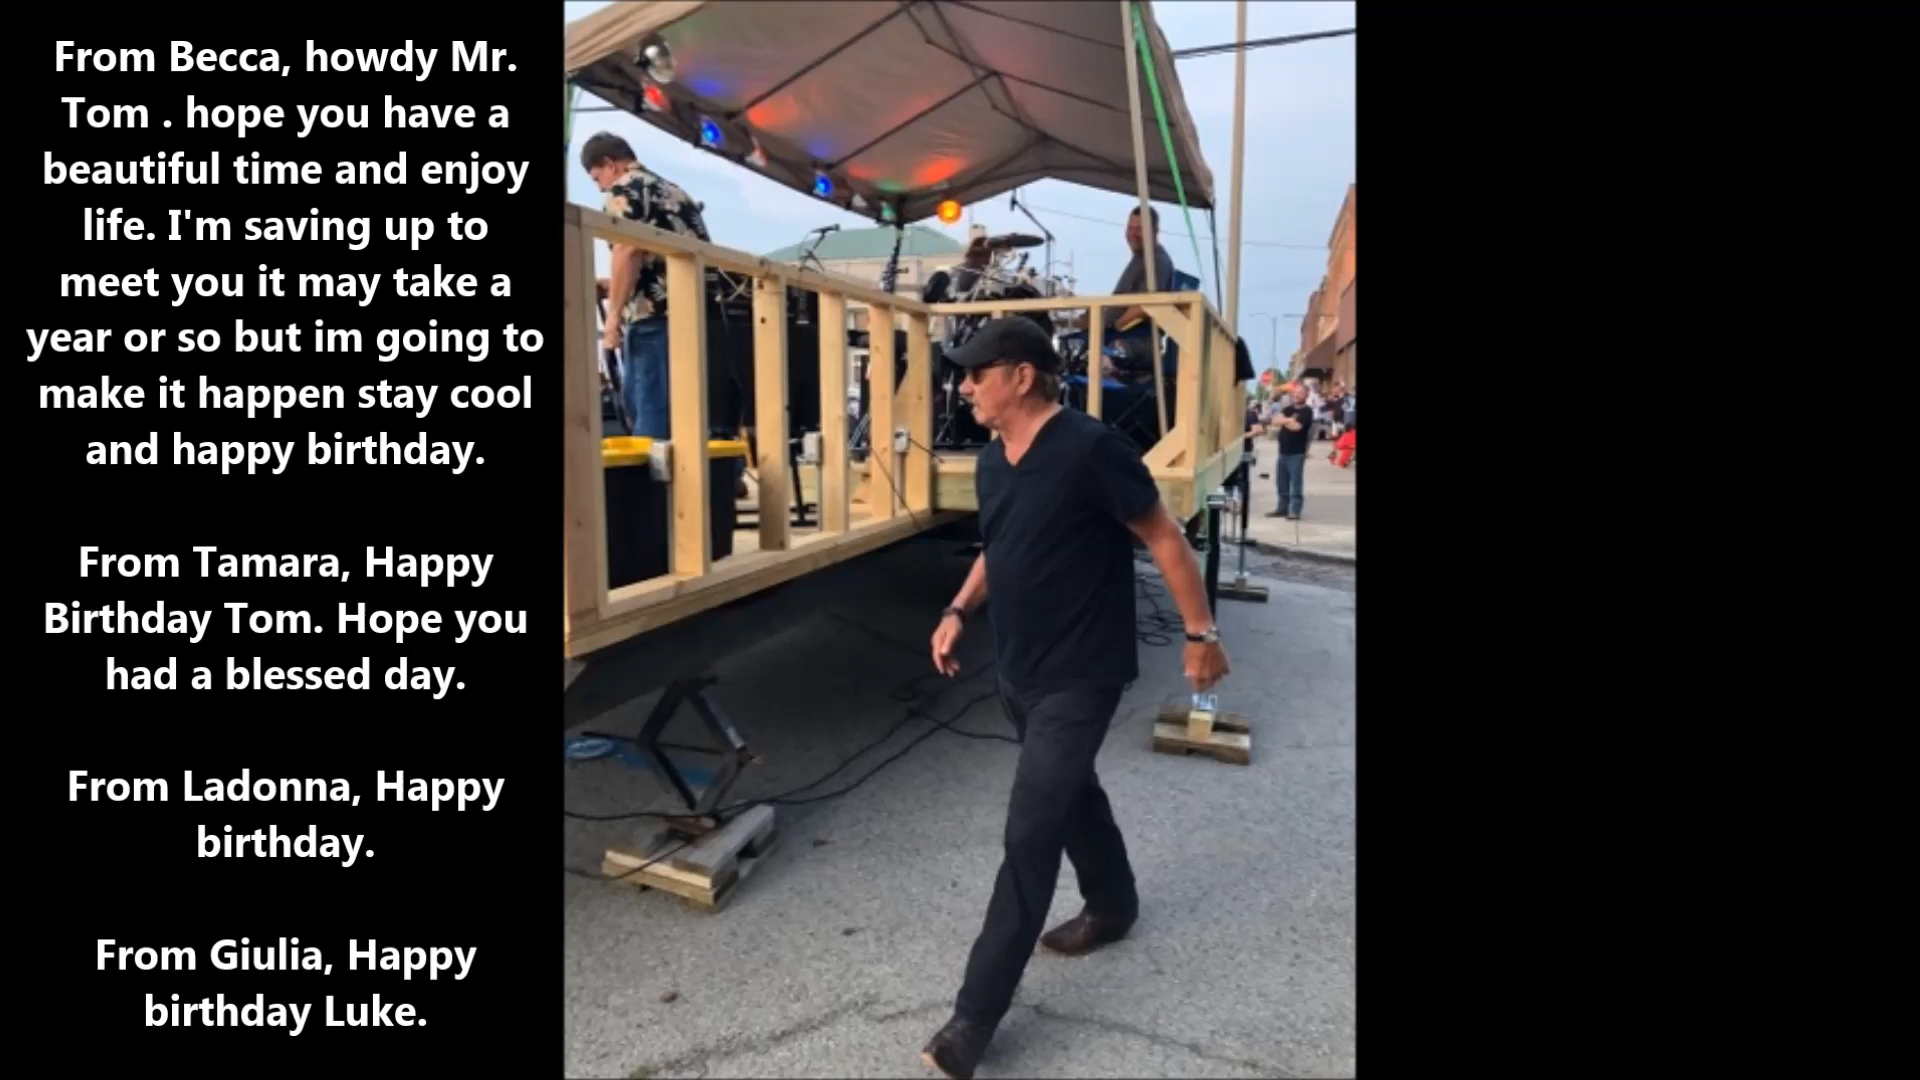 From Becca, howdy Mr.
Tom . hope you have a
beautiful time and enjoy
life. I'm saving up to
meet you it may take a
year or so but im going to
make it happen stay cool
and happy birthday.
From Tamara, Happy
Birthday Tom. Hope you
had a blessed day.
From Ladonna, Happy
birthday.
From Giulia, Happy
birthday Luke.